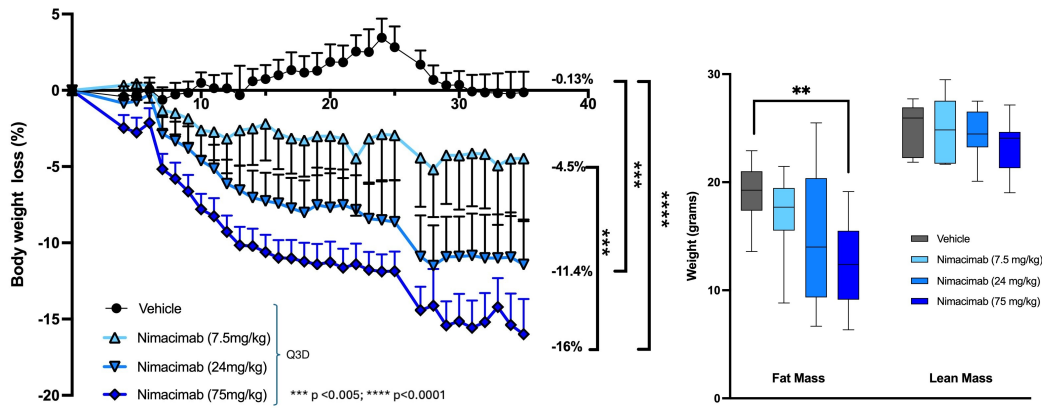 Body weight loss (%)
5
0
-5
-10
-15
-20
10
20
30
40
-0.13%
-4.5%
-11.4%
-16%
***
***
****
Vehicle
Nimacimab (7.5mg/kg)
Nimacimab (24mg/kg)
Nimacimab (75mg/kg)
Q3D
*** p <0.005; **** p<0.0001
Weight (grams)
30
20
10
0
**
Vehicle
Nimacimab (7.5 mg/kg)
Nimacimab (24 mg/kg)
Nimacimab (75 mg/kg)
Fat Mass
Lean Mass